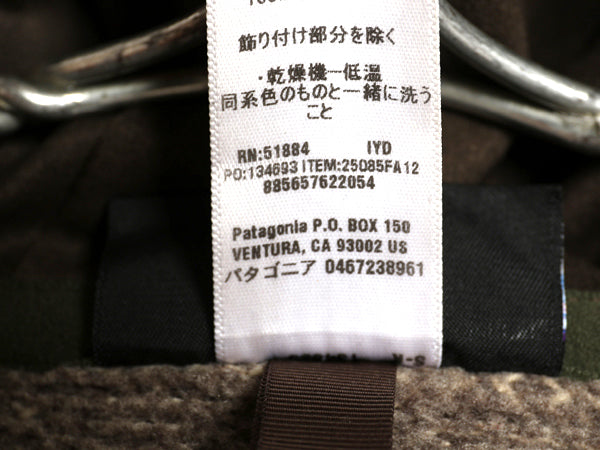 飾り付け部分を除く
・乾燥機ー低温
同系色のものと一緒に洗う
こと
RN:51884 IYD
PO:134693 ITEM:25085FA12
885657622054
Patagonia P.O. BOX 150
VENTURA, CA 93002 US
パタゴニア 0467238961